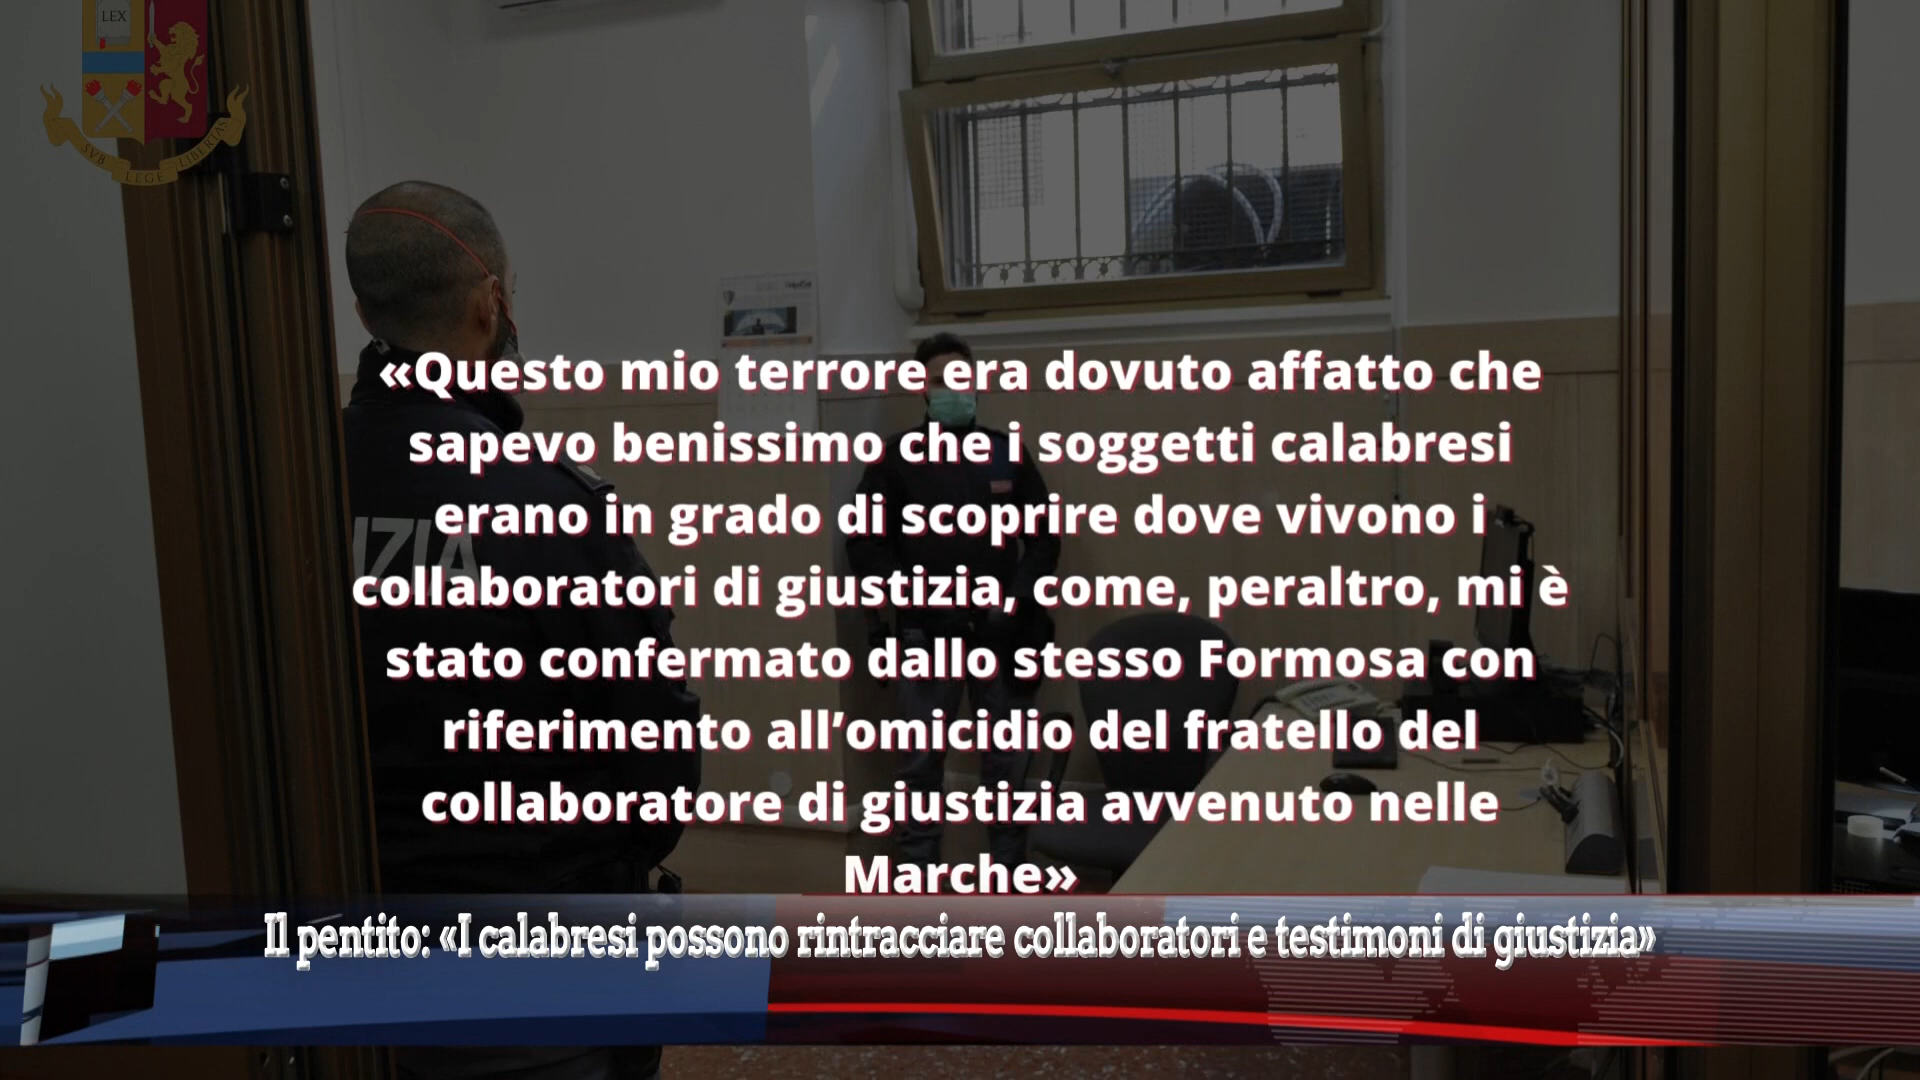 LEX
SVB LEGE LIBERTAS
«Questo mio terrore era dovuto affatto che
sapevo benissimo che i soggetti calabresi
erano in grado di scoprire dove vivono i
IZIA
collaboratori di giustizia, come, peraltro, mi è
stato confermato dallo stesso Formosa con
riferimento all’omicidio del fratello del
collaboratore di giustizia avvenuto nelle
Marche»
Il pentito: «I calabresi possono rintracciare collaboratori e testimoni di giustizia»